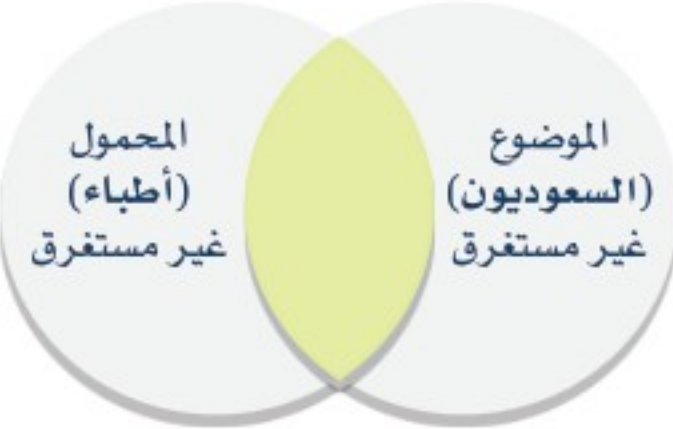 الموضوع
(السعوديون)
غير مستغرق
المحمول
(أطباء)
غير مستغرق